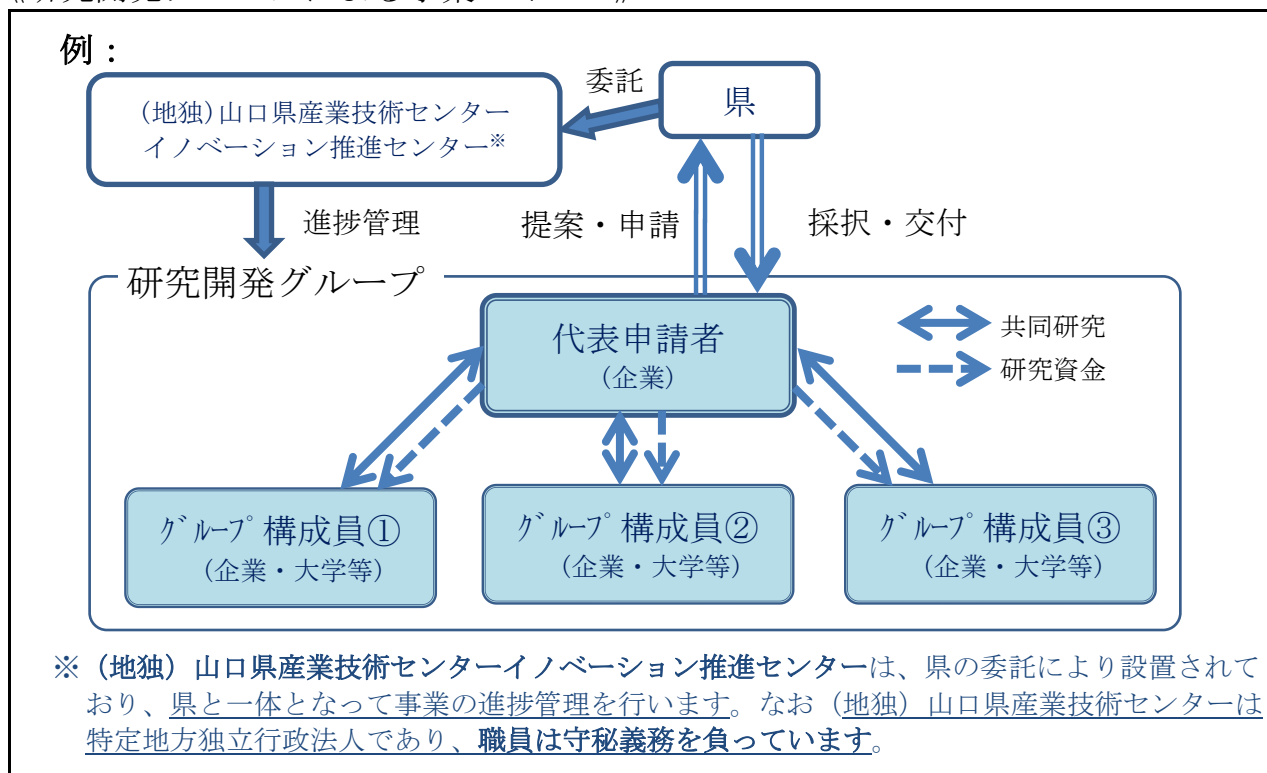 例：
委託
県
(地独)山口県産業技術センター
イノベーション推進センター※
進捗管理
提案・申請
採択・交付
研究開発グループ
代表申請者
(企業)
共同研究
研究資金
ｸﾞﾙｰﾌﾟ構成員①
(企業・大学等)
ｸﾞﾙｰﾌﾟ構成員②
(企業・大学等)
ｸﾞﾙｰﾌﾟ構成員③
(企業・大学等)
※（地独）山口県産業技術センターイノベーション推進センターは、県の委託により設置されて
おり、県と一体となって事業の進捗管理を行います。なお（地独）山口県産業技術センターは
特定地方独立行政法人であり、職員は守秘義務を負っています。